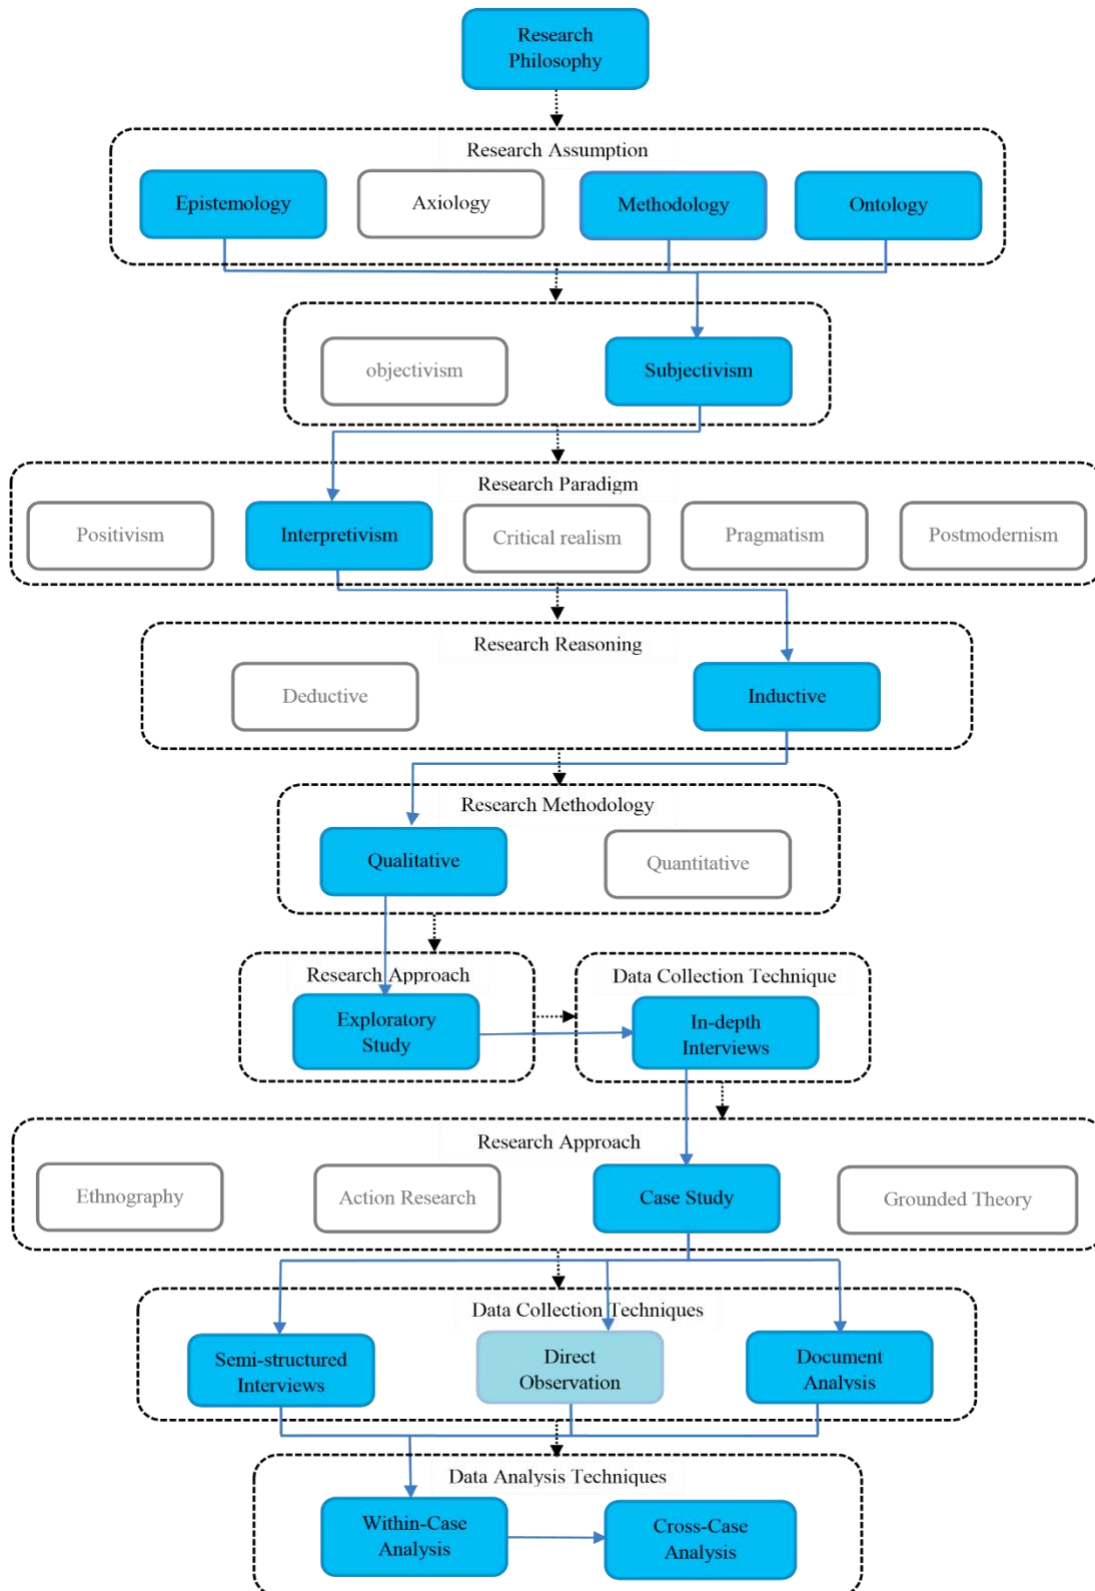 Research
Philosophy
Research Assumption
Epistemology
Axiology
Methodology
Ontology
objectivism
Subjectivism
Research Paradigm
Positivism
Interpretivism
Critical realism
Pragmatism
Postmodernism
Research Reasoning
Deductive
Inductive
Research Methodology
Qualitative
Quantitative
Research Approach
Exploratory
Study
Data Collection Technique
In-depth
Interviews
Research Approach
Ethnography
Action Research
Case Study
Grounded Theory
Data Collection Techniques
Semi-structured
Interviews
Direct
Observation
Document
Analysis
Data Analysis Techniques
Within-Case
Analysis
Cross-Case
Analysis